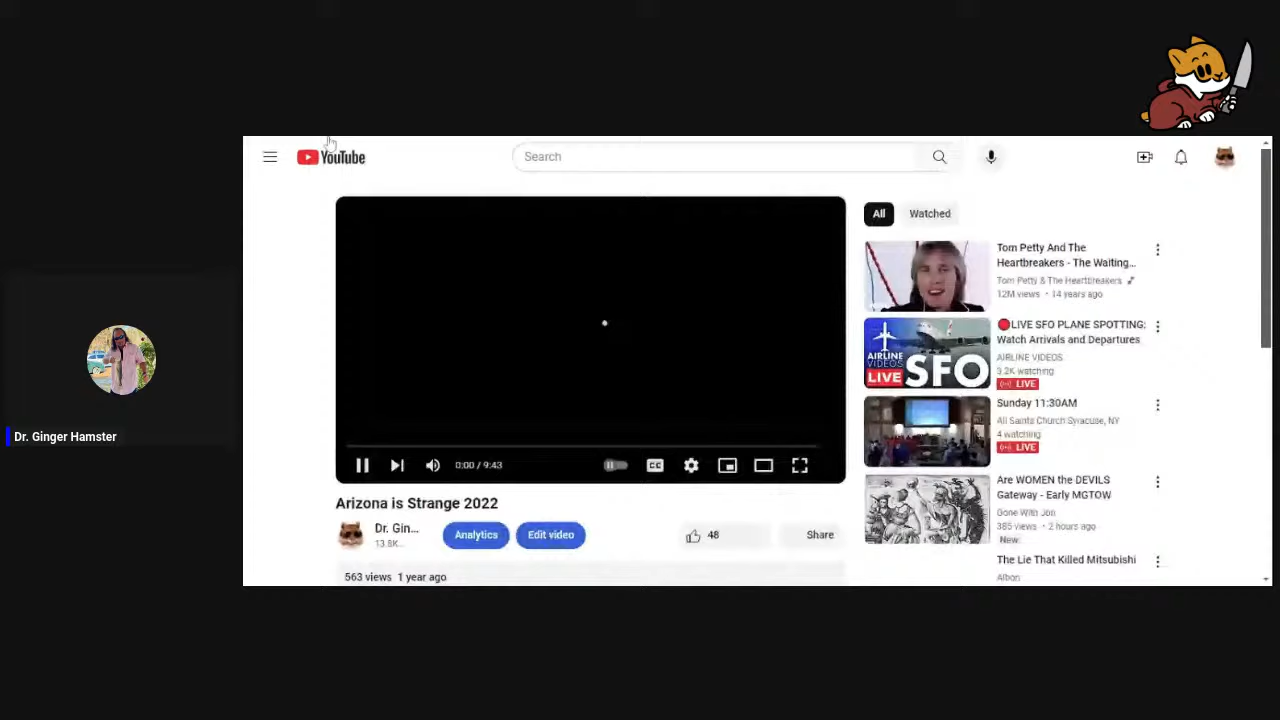 YouTube
Search
All
Watched
Tom Petty And The
Heartbreakers - The Waiting...
Tom Petty & The Heartbreakers
12M views • 14 years ago
AIRLINE
VIDEOS
LIVE
SFO
🔴LIVE SFO PLANE SPOTTING:
Watch Arrivals and Departures
AIRLINE VIDEOS
3.2K watching
LIVE
Sunday 11:30AM
All Saints Church Syracuse, NY
4 watching
LIVE
Dr. Ginger Hamster
0:00 / 9:43
CC
Arizona is Strange 2022
Dr. Gin...
13.8K...
Analytics
Edit video
48
Share
563 views 1 year ago
Are WOMEN the DEVILS
Gateway - Early MGTOW
Gone With Jon
385 views • 2 hours ago
New
The Lie That Killed Mitsubishi
Albon